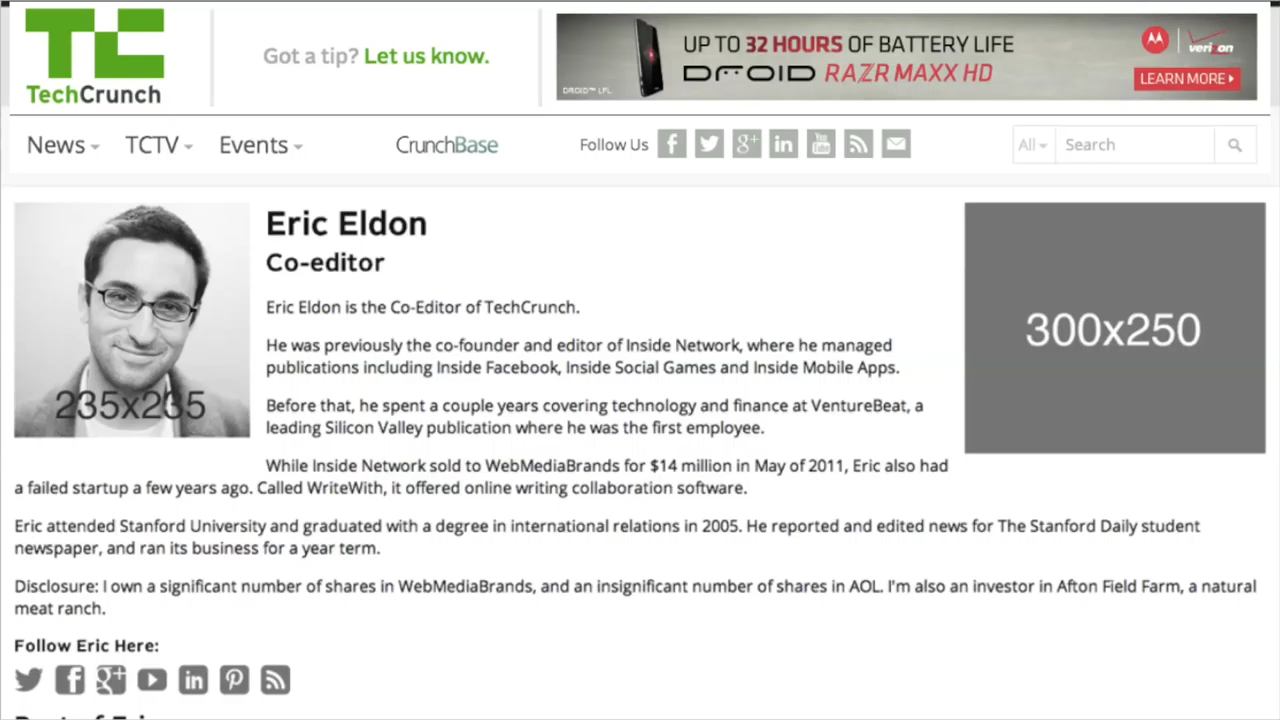 TechCrunch
Got a tip? Let us know.
UP TO 32 HOURS OF BATTERY LIFE
DROID RAZR MAXX HD
DROID™ LFL
verizon
LEARN MORE
News
TCTV
Events
CrunchBase
Follow Us
All
Search
235x235
Eric Eldon
Co-editor
Eric Eldon is the Co-Editor of TechCrunch.
He was previously the co-founder and editor of Inside Network, where he managed
publications including Inside Facebook, Inside Social Games and Inside Mobile Apps.
Before that, he spent a couple years covering technology and finance at VentureBeat, a
leading Silicon Valley publication where he was the first employee.
While Inside Network sold to WebMediaBrands for $14 million in May of 2011, Eric also had
a failed startup a few years ago. Called WriteWith, it offered online writing collaboration software.
300x250
Eric attended Stanford University and graduated with a degree in international relations in 2005. He reported and edited news for The Stanford Daily student
newspaper, and ran its business for a year term.
Disclosure: I own a significant number of shares in WebMediaBrands, and an insignificant number of shares in AOL. I'm also an investor in Afton Field Farm, a natural
meat ranch.
Follow Eric Here: